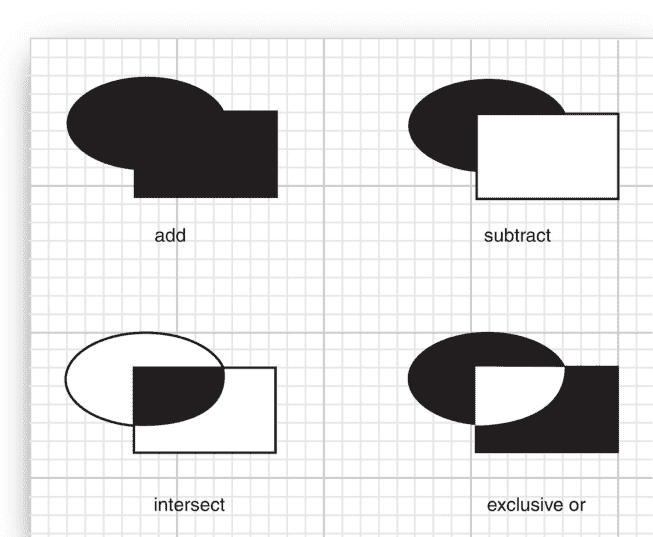 add
subtract
intersect
exclusive or